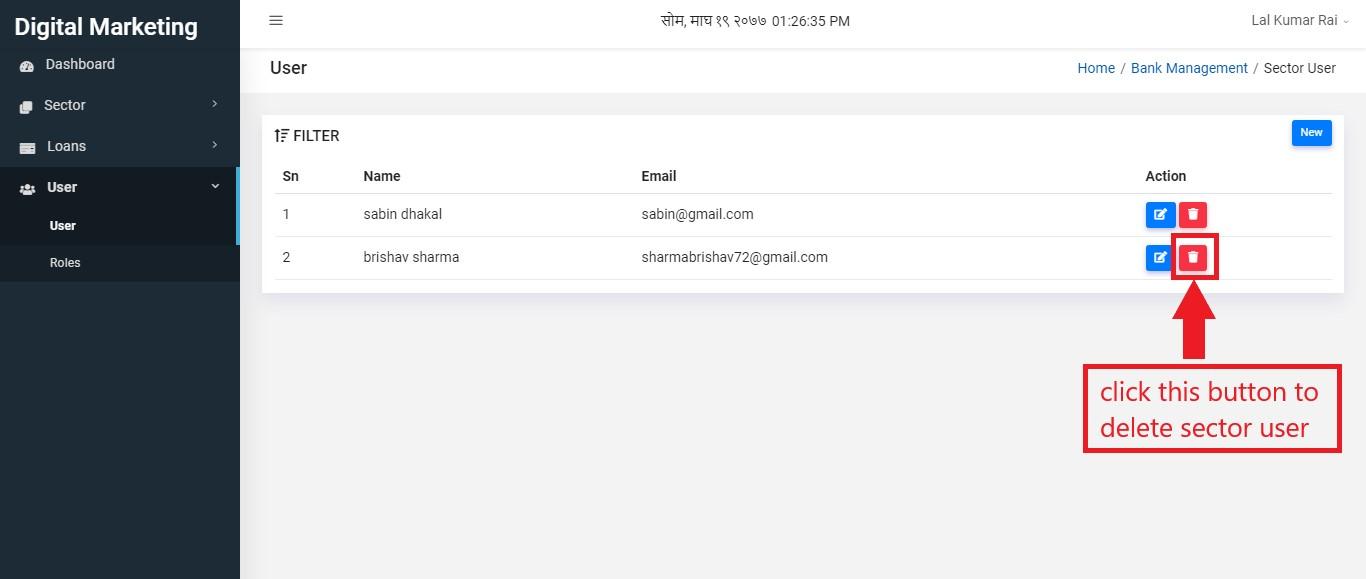 Digital Marketing
सोम, माघ १९ २०७७ 01:26:35 PM
Lal Kumar Rai
Dashboard
Sector
Loans
User
User
Roles
User
Home / Bank Management / Sector User
FILTER
New
Sn Name Email Action
1 sabin dhakal sabin@gmail.com
2 brishav sharma sharmabrishav72@gmail.com
click this button to
delete sector user